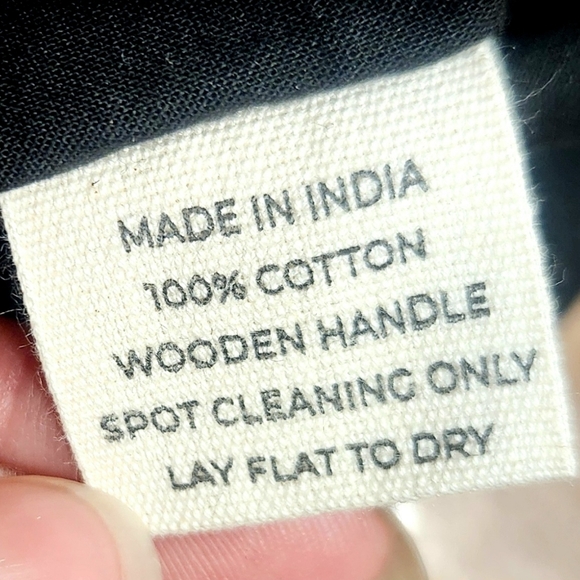 MADE IN INDIA
100% COTTON
WOODEN HANDLE
SPOT CLEANING ONLY
LAY FLAT TO DRY